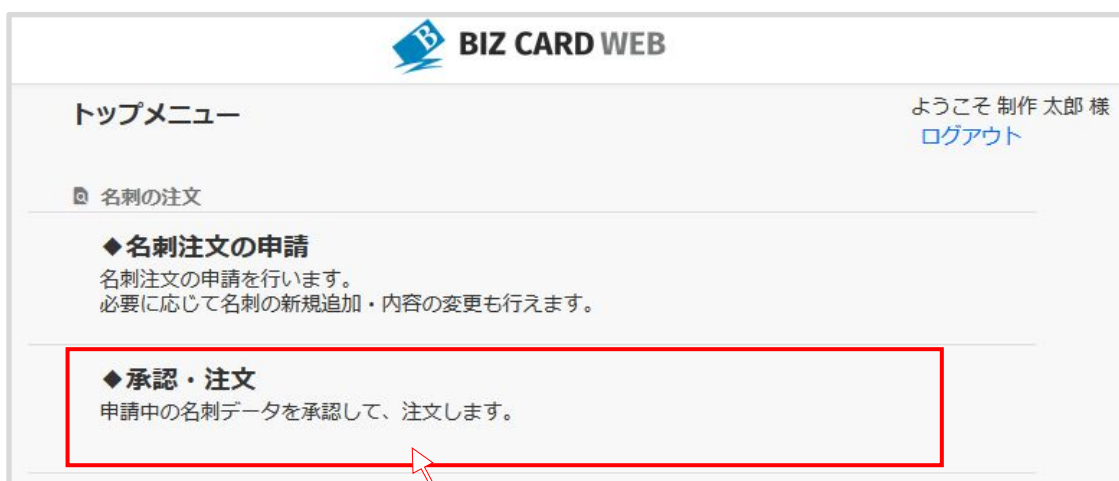 BIZ CARD WEB
トップメニュー
ようこそ 制作 太郎 様
ログアウト
名刺の注文
◆名刺注文の申請
名刺注文の申請を行います。
必要に応じて名刺の新規追加・内容の変更も行えます。
◆承認・注文
申請中の名刺データを承認して、注文します。